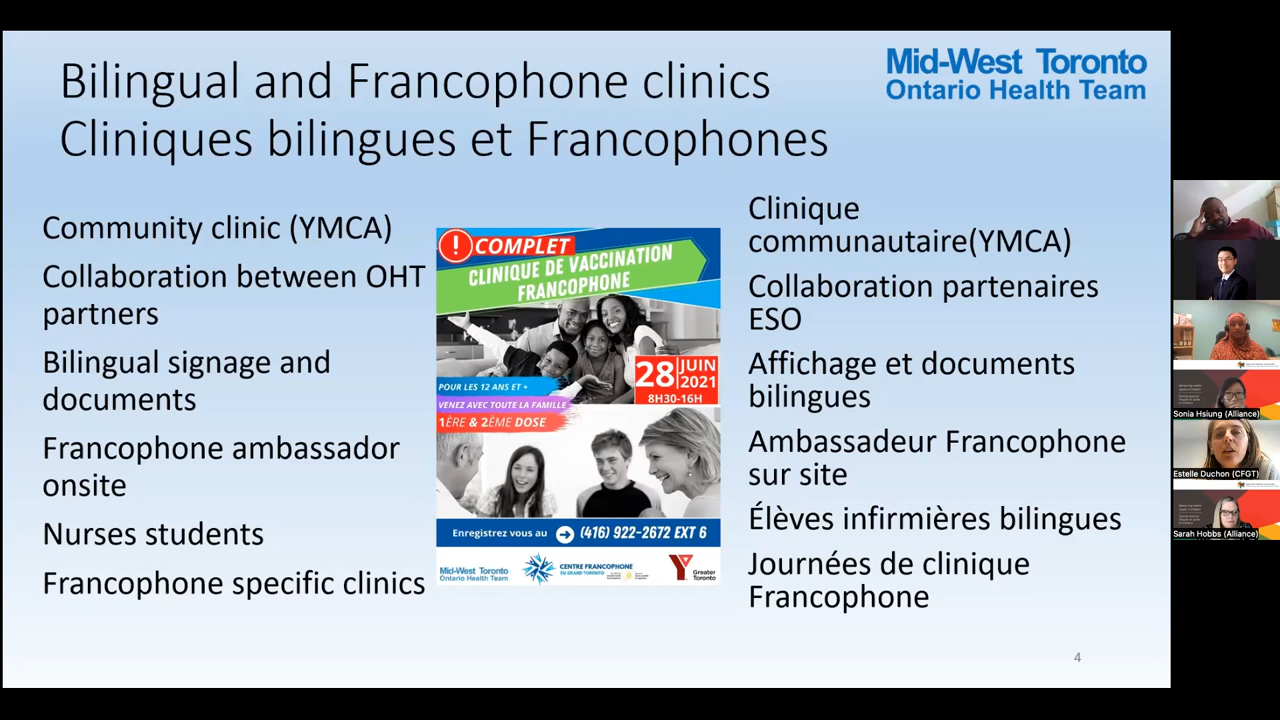 Bilingual and Francophone clinics
Cliniques bilingues et Francophones
Mid-West Toronto
Ontario Health Team
Community clinic (YMCA)
Collaboration between OHT
partners
Bilingual signage and
documents
Francophone ambassador
onsite
Nurses students
Francophone specific clinics
! COMPLET
CLINIQUE DE VACCINATION
FRANCOPHONE
28 JUIN
2021
8H30-16H
POUR LES 12 ANS ET +
VENEZ AVEC TOUTE LA FAMILLE
1ÈRE & 2ÈME DOSE
Enregistrez vous au (416) 922-2672 EXT 6
Mid-West Toronto
Ontario Health Team
CENTRE FRANCOPHONE
DU GRAND TORONTO
Greater
Toronto
Clinique
communautaire(YMCA)
Collaboration partenaires
ESO
Affichage et documents
bilingues
Ambassadeur Francophone
sur site
Élèves infirmières bilingues
Journées de clinique
Francophone
4
Sonia Hsiung (Alliance)
Estelle Duchon (CFGT)
Sarah Hobbs (Alliance)